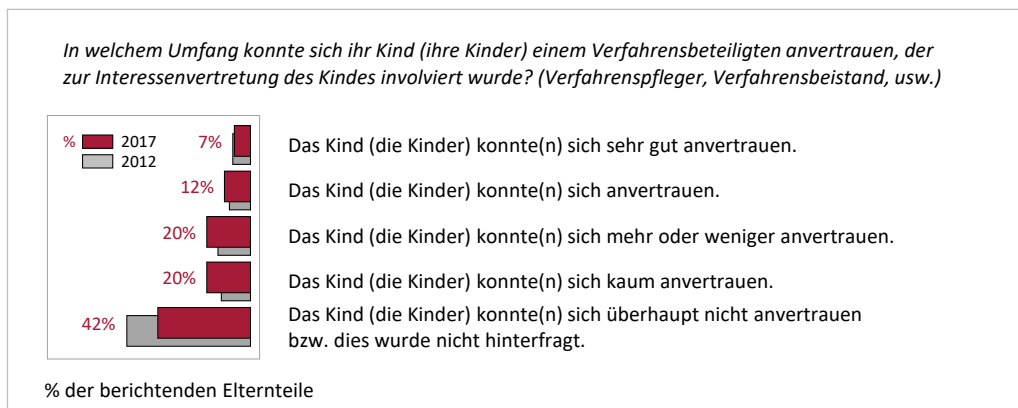 In welchem Umfang konnte sich ihr Kind (ihre Kinder) einem Verfahrensbeteiligten anvertrauen, der
zur Interessenvertretung des Kindes involviert wurde? (Verfahrenspfleger, Verfahrensbeistand, usw.)
% 2017
2012
7% Das Kind (die Kinder) konnte(n) sich sehr gut anvertrauen.
12% Das Kind (die Kinder) konnte(n) sich anvertrauen.
20% Das Kind (die Kinder) konnte(n) sich mehr oder weniger anvertrauen.
20% Das Kind (die Kinder) konnte(n) sich kaum anvertrauen.
42% Das Kind (die Kinder) konnte(n) sich überhaupt nicht anvertrauen
bzw. dies wurde nicht hinterfragt.
% der berichtenden Elternteile